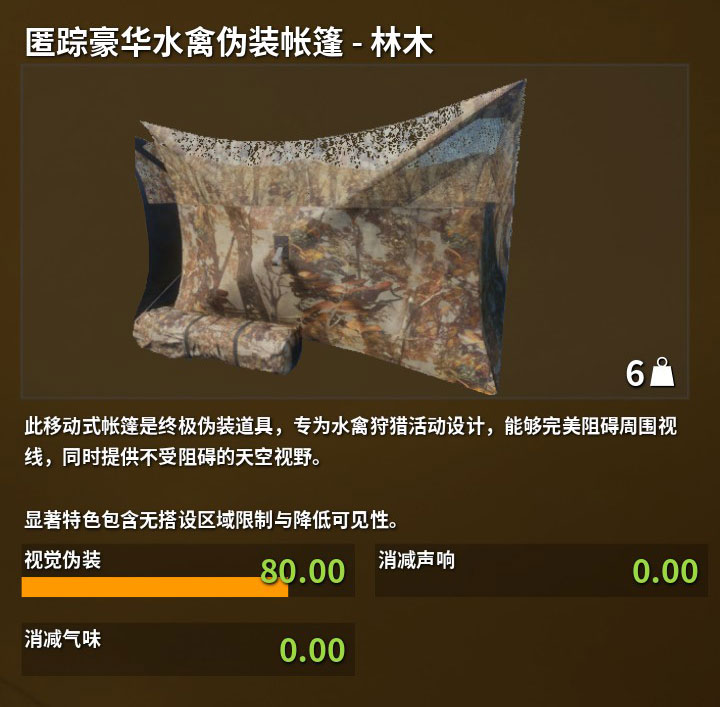 匿踪豪华水禽伪装帐篷 - 林木
6
此移动式帐篷是终极伪装道具，专为水禽狩猎活动设计，能够完美阻碍周围视
线，同时提供不受阻碍的天空视野。
显著特色包含无搭设区域限制与降低可见性。
视觉伪装 80.00
消减声响 0.00
消减气味 0.00